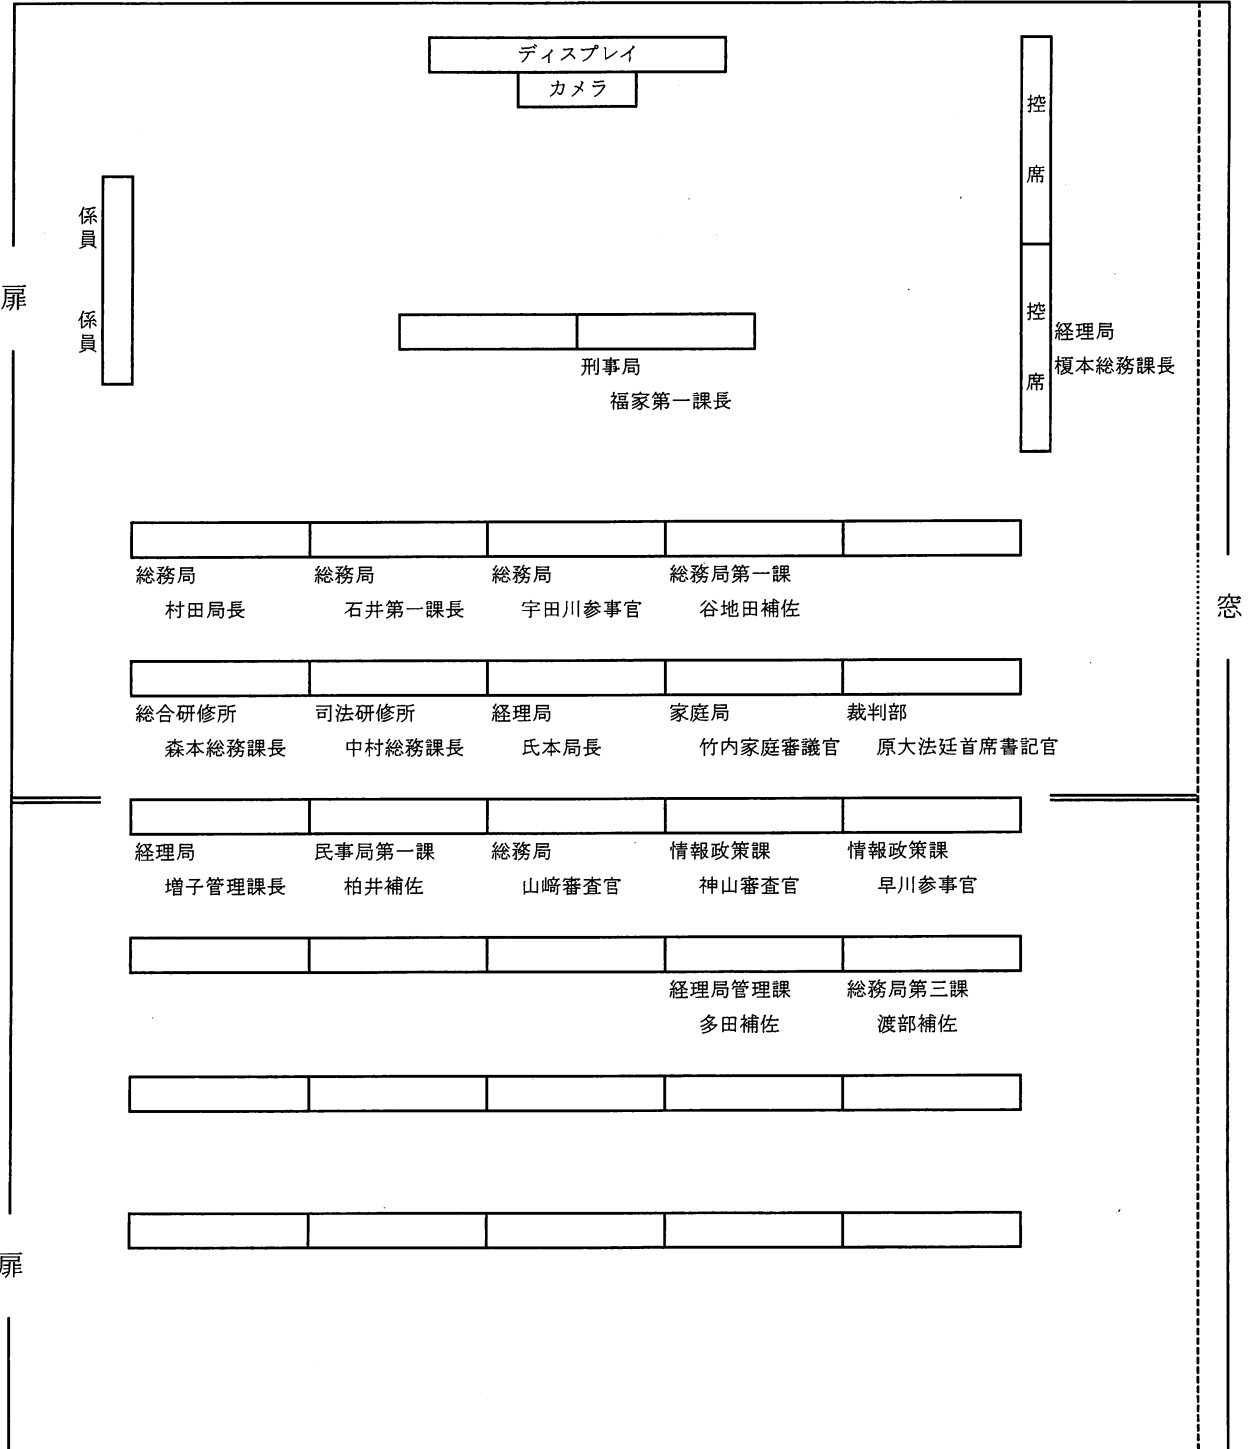 ディスプレイ
カメラ
控席
係員
係員
扉
控席
経理局
榎本総務課長
刑事局
福家第一課長
総務局
村田局長
総務局
石井第一課長
総務局
宇田川参事官
総務局第一課
谷地田補佐
窓
総合研修所
森本総務課長
司法研修所
中村総務課長
経理局
氏本局長
家庭局
竹内家庭審議官
裁判部
原大法廷首席書記官
経理局
増子管理課長
民事局第一課
柏井補佐
総務局
山﨑審査官
情報政策課
神山審査官
情報政策課
早川参事官
経理局管理課
多田補佐
総務局第三課
渡部補佐
扉